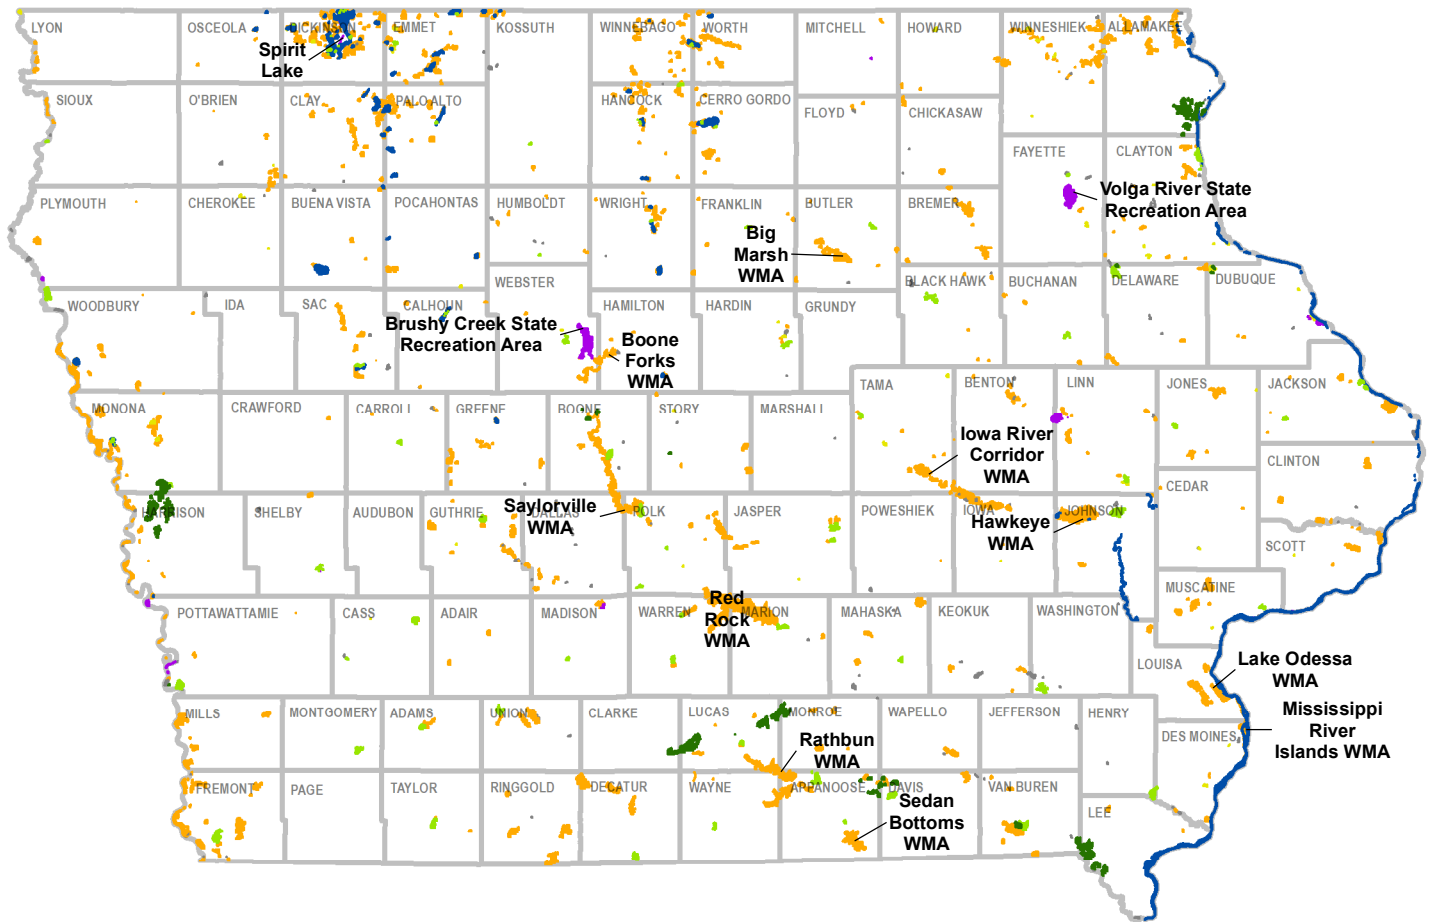 LYON
OSCEOLA
DICKINSON
EMMET
KOSSUTH
WINNEBAGO
WORTH
MITCHELL
HOWARD
WINNESHIEK
ALLAMAKEE
Spirit
Lake
SIOUX
O'BRIEN
CLAY
PALO ALTO
HANCOCK
CERRO GORDO
FLOYD
CHICKASAW
FAYETTE
CLAYTON
Volga River State
Recreation Area
PLYMOUTH
CHEROKEE
BUENA VISTA
POCAHONTAS
HUMBOLDT
WRIGHT
FRANKLIN
BUTLER
BREMER
Big
Marsh
WMA
WEBSTER
BLACK HAWK
BUCHANAN
DELAWARE
DUBUQUE
WOODBURY
IDA
SAC
CALHOUN
HAMILTON
HARDIN
GRUNDY
Brushy Creek State
Recreation Area
Boone
Forks
WMA
TAMA
BENTON
LINN
JONES
JACKSON
MONONA
CRAWFORD
CARROLL
GREENE
BOONE
STORY
MARSHALL
Iowa River
Corridor
WMA
CLINTON
CEDAR
HARRISON
SHELBY
AUDUBON
GUTHRIE
DALLAS
Saylorville
WMA
POLK
JASPER
POWESHIEK
IOWA
JOHNSON
Hawkeye
WMA
SCOTT
MUSCATINE
POTTAWATTAMIE
CASS
ADAIR
MADISON
WARREN
Red
Rock
WMA
MARION
MAHASKA
KEOKUK
WASHINGTON
LOUISA
Lake Odessa
WMA
MILLS
MONTGOMERY
ADAMS
UNION
CLARKE
LUCAS
MONROE
WAPELLO
JEFFERSON
HENRY
DES MOINES
Mississippi
River
Islands WMA
Rathbun
WMA
FREMONT
PAGE
TAYLOR
RINGGOLD
DECATUR
WAYNE
APPANOOSE
DAVIS
VAN BUREN
LEE
Sedan
Bottoms
WMA